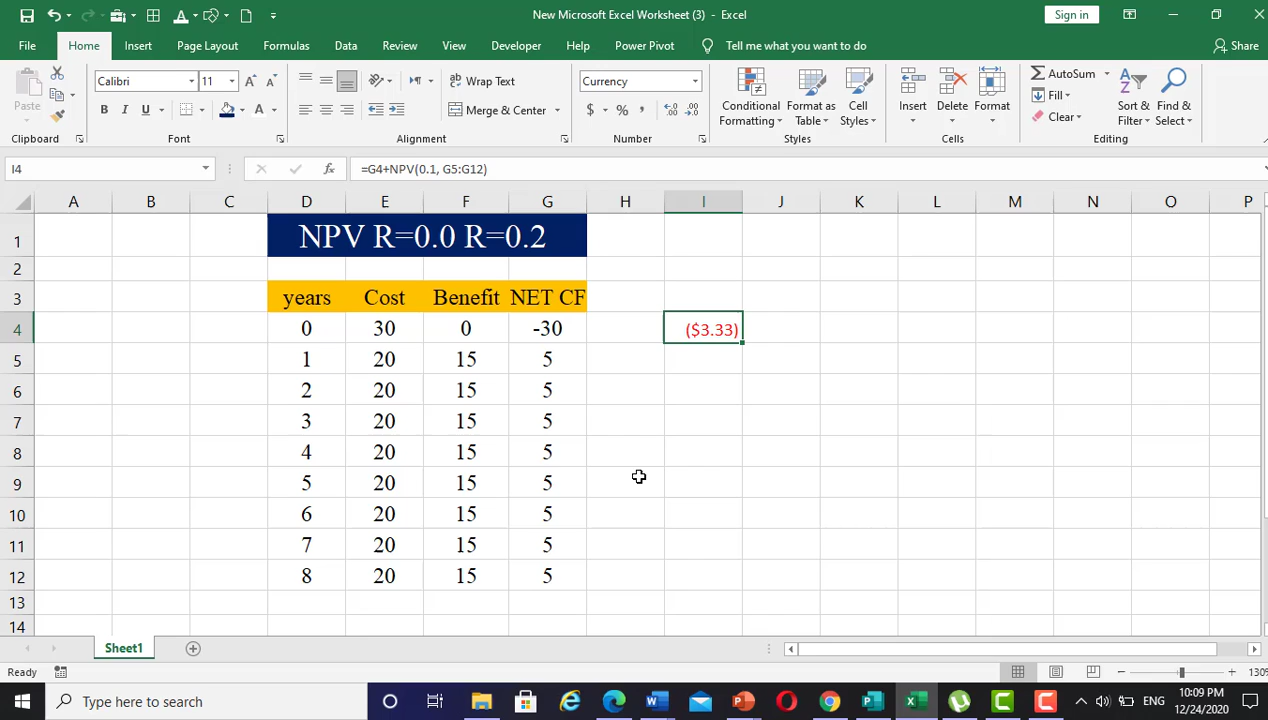 New Microsoft Excel Worksheet (3) - Excel
Sign in
File Home Insert Page Layout Formulas Data Review View Developer Help Power Pivot Tell me what you want to do Share
Paste
Calibri 11
B I U
A
Wrap Text
Merge & Center
Currency
$ % ,
Conditional Formatting
Format as Table
Cell Styles
Insert Delete Format
AutoSum
Fill
Clear
Sort & Filter
Find & Select
Clipboard Font Alignment Number Styles Cells Editing
I4 fx =G4+NPV(0.1, G5:G12)
A B C D E F G H I J K L M N O P
1 NPV R=0.0 R=0.2
2
3 years Cost Benefit NET CF
4 0 30 0 -30 ($3.33)
5 1 20 15 5
6 2 20 15 5
7 3 20 15 5
8 4 20 15 5
9 5 20 15 5
10 6 20 15 5
11 7 20 15 5
12 8 20 15 5
13
14
Sheet1
Ready 130%
Type here to search
ENG
10:09 PM
12/24/2020